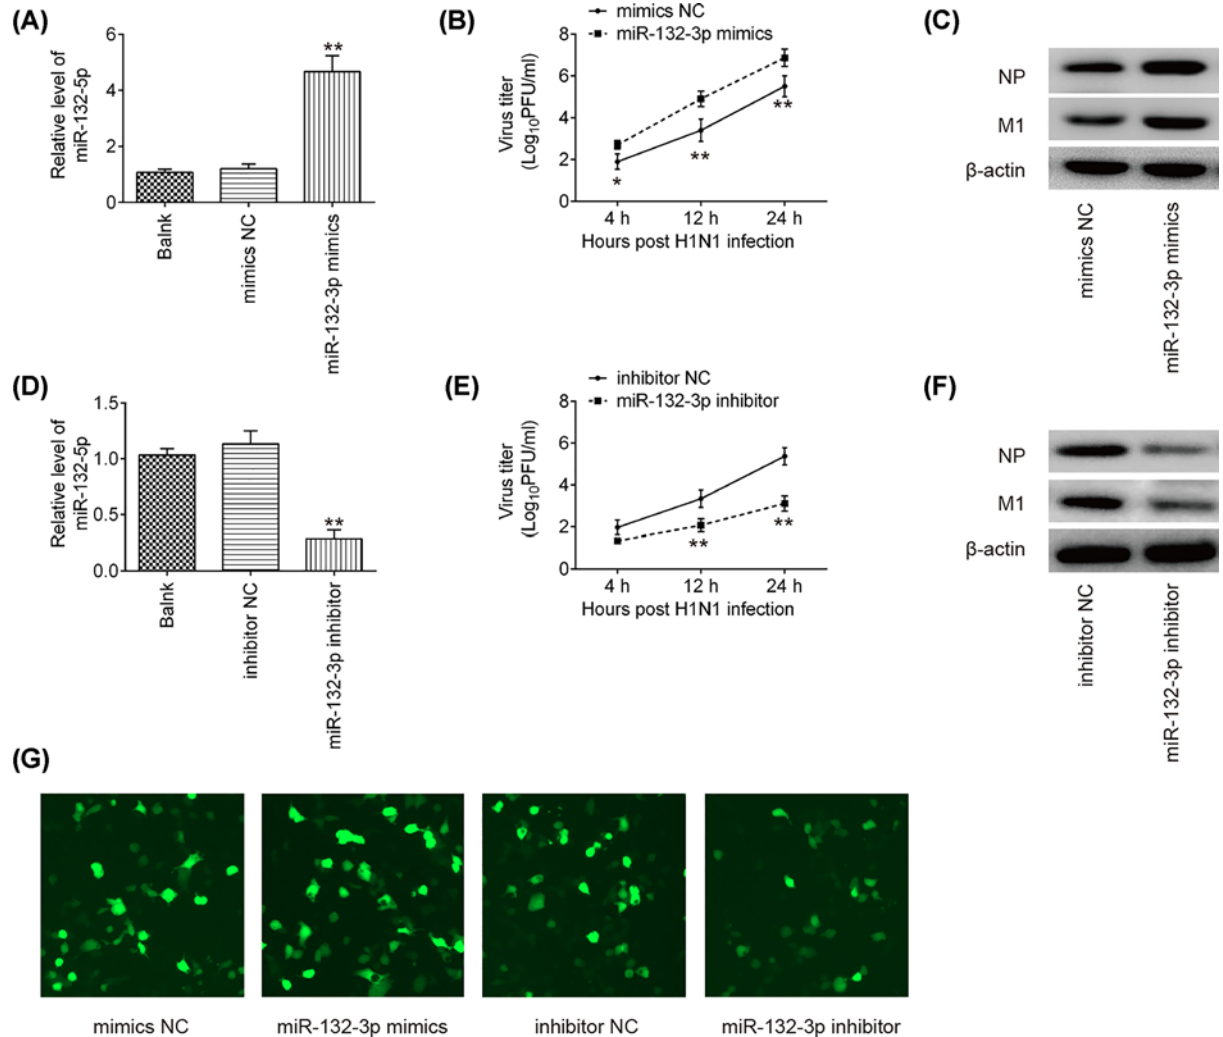 (A)
Relative level of
miR-132-5p
6
4
2
0
**
Balnk
mimics NC
miR-132-3p mimics
(B)
mimics NC
miR-132-3p mimics
Virus titer
(Log10PFU/ml)
8
6
4
2
0
*
**
**
4 h
12 h
24 h
Hours post H1N1 infection
(C)
NP
M1
β-actin
mimics NC
miR-132-3p mimics
(D)
Relative level of
miR-132-5p
1.5
1.0
0.5
0.0
**
Balnk
inhibitor NC
miR-132-3p inhibitor
(E)
inhibitor NC
miR-132-3p inhibitor
Virus titer
(Log10PFU/ml)
8
6
4
2
0
**
**
4 h
12 h
24 h
Hours post H1N1 infection
(F)
NP
M1
β-actin
inhibitor NC
miR-132-3p inhibitor
(G)
mimics NC
miR-132-3p mimics
inhibitor NC
miR-132-3p inhibitor